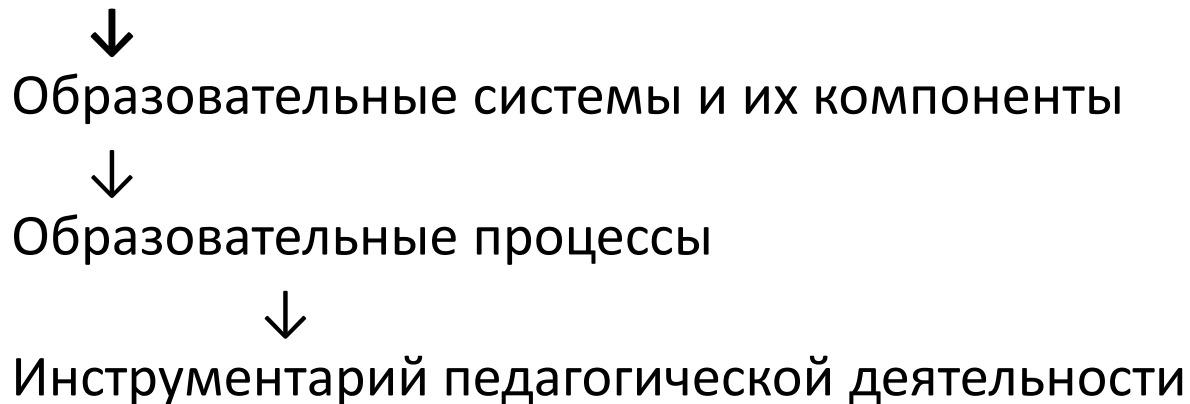 ↓
Образовательные системы и их компоненты
↓
Образовательные процессы
↓
Инструментарий педагогической деятельности